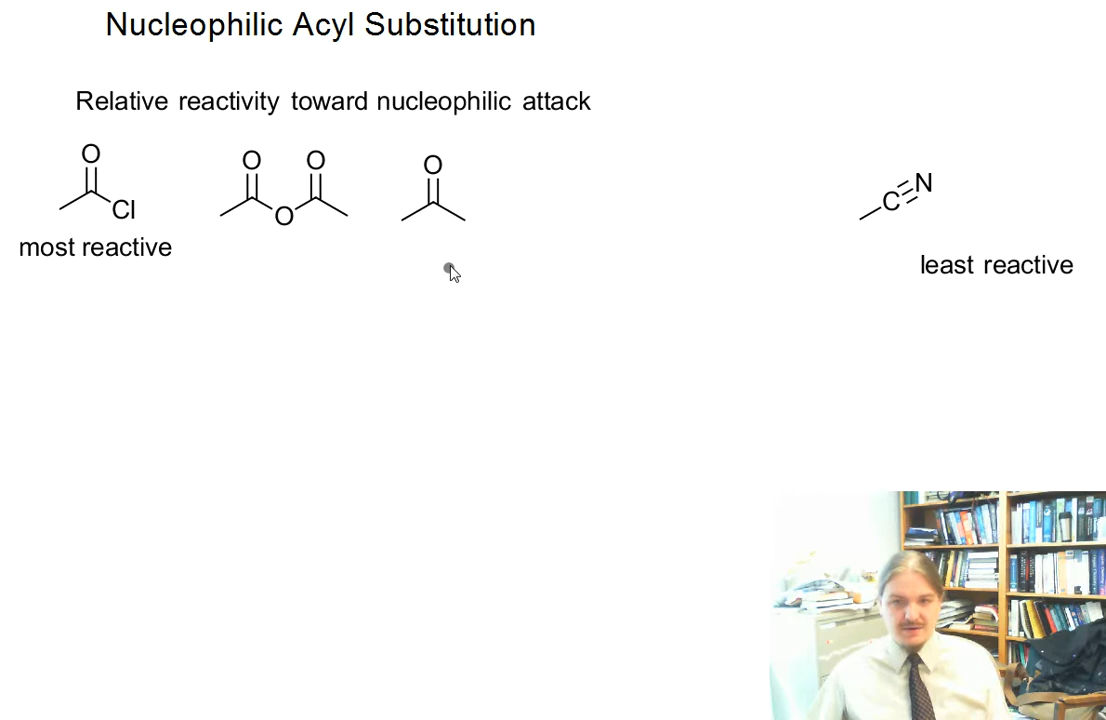 Nucleophilic Acyl Substitution
Relative reactivity toward nucleophilic attack
O
Cl
O O
O
O
C N
most reactive
least reactive